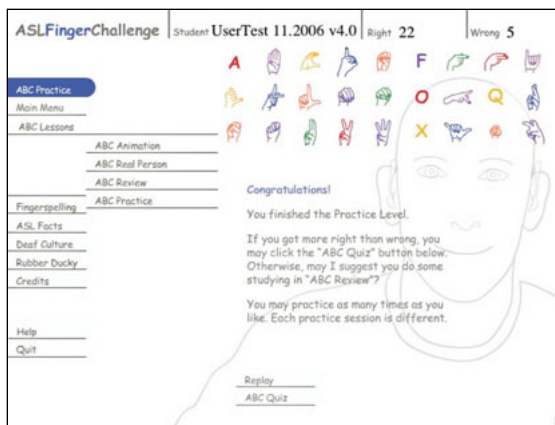 ASLFingerChallenge Student UserTest 11.2006 v4.0 Right 22 Wrong 5
A F
O Q
X
ABC Practice
Main Menu
ABC Lessons
ABC Animation
ABC Real Person
ABC Review
ABC Practice
Fingerspelling
ASL Facts
Deaf Culture
Rubber Ducky
Credits
Help
Quit
Congratulations!
You finished the Practice Level.
If you got more right than wrong, you
may click the “ABC Quiz” button below.
Otherwise, may I suggest you do some
studying in “ABC Review”?
You may practice as many times as you
like. Each practice session is different.
Replay
ABC Quiz